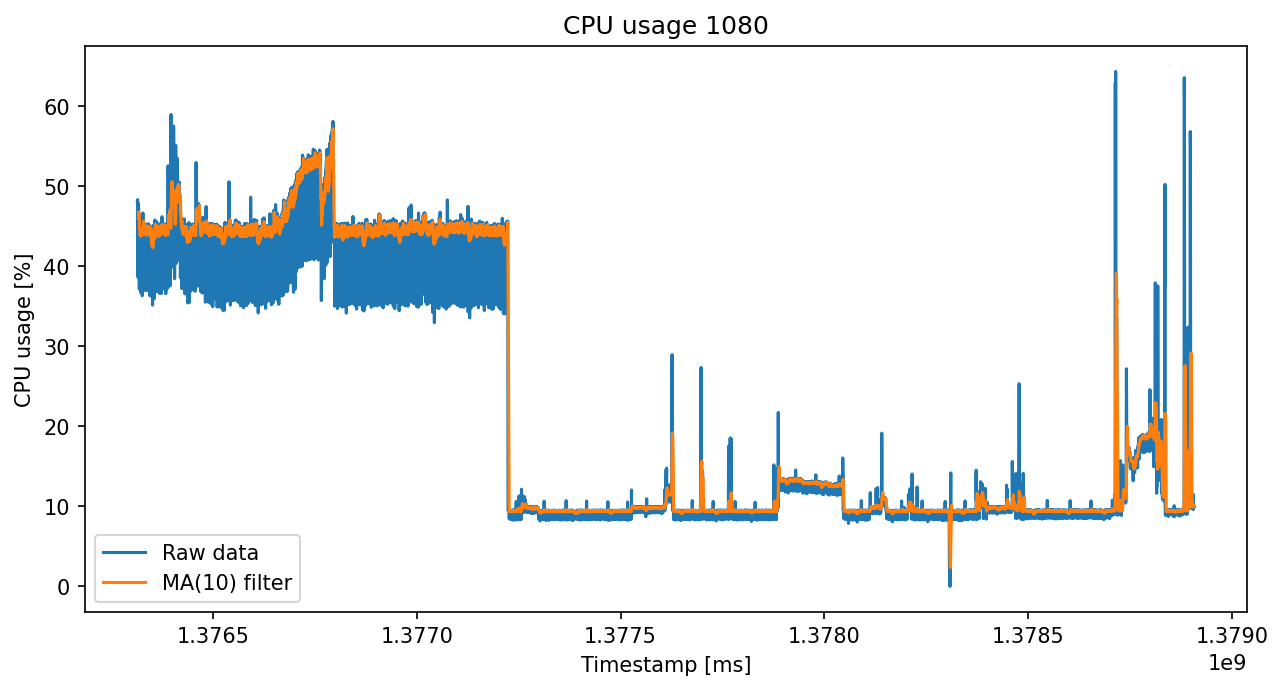 CPU usage 1080
60
50
40
30
20
10
0
CPU usage [%]
Raw data
MA(10) filter
1.3765 1.3770 1.3775 1.3780 1.3785 1.3790
1e9
Timestamp [ms]